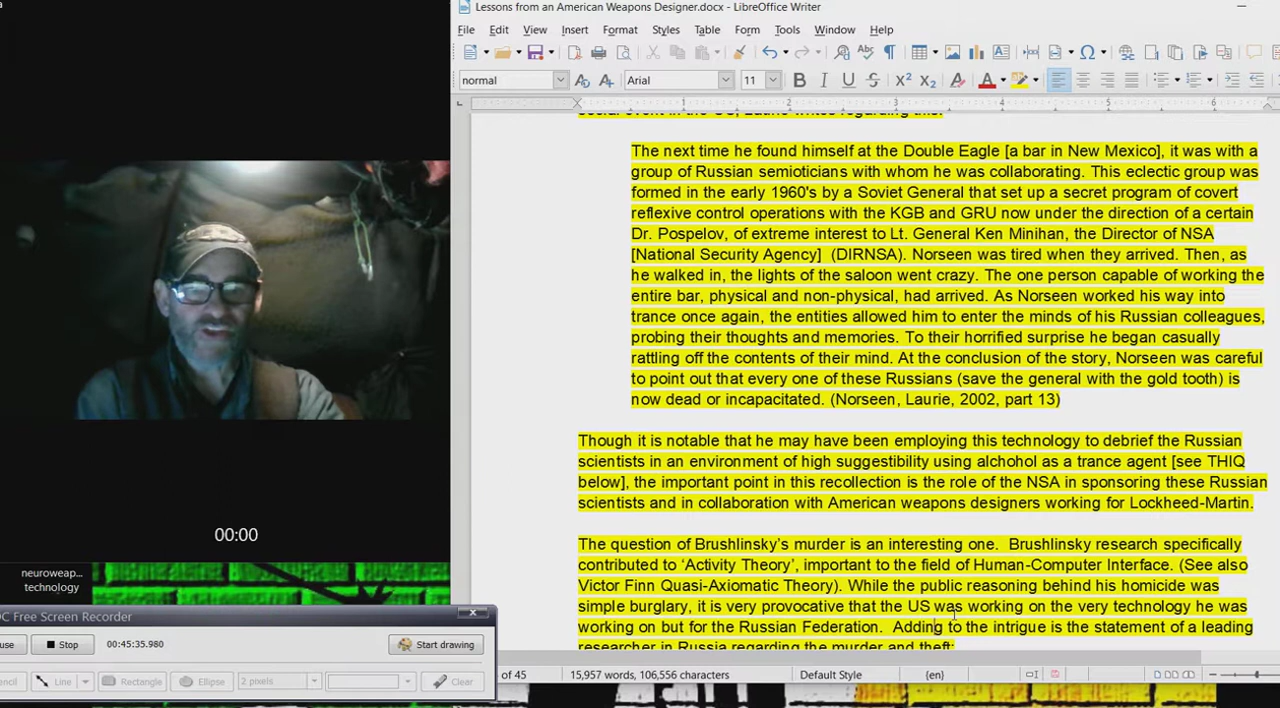 Lessons from an American Weapons Designer.docx - LibreOffice Writer
File Edit View Insert Format Styles Table Form Tools Window Help
normal Arial 11
1 2 3 4 5 6
The next time he found himself at the Double Eagle [a bar in New Mexico], it was with a
group of Russian semioticians with whom he was collaborating. This eclectic group was
formed in the early 1960's by a Soviet General that set up a secret program of covert
reflexive control operations with the KGB and GRU now under the direction of a certain
Dr. Pospelov, of extreme interest to Lt. General Ken Minihan, the Director of NSA
[National Security Agency]  (DIRNSA). Norseen was tired when they arrived. Then, as
he walked in, the lights of the saloon went crazy. The one person capable of working the
entire bar, physical and non-physical, had arrived. As Norseen worked his way into
trance once again, the entities allowed him to enter the minds of his Russian colleagues,
probing their thoughts and memories. To their horrified surprise he began casually
rattling off the contents of their mind. At the conclusion of the story, Norseen was careful
to point out that every one of these Russians (save the general with the gold tooth) is
now dead or incapacitated. (Norseen, Laurie, 2002, part 13)
Though it is notable that he may have been employing this technology to debrief the Russian
scientists in an environment of high suggestibility using alchohol as a trance agent [see THIQ
below], the important point in this recollection is the role of the NSA in sponsoring these Russian
scientists and in collaboration with American weapons designers working for Lockheed-Martin.
The question of Brushlinsky's murder is an interesting one.  Brushlinsky research specifically
contributed to 'Activity Theory', important to the field of Human-Computer Interface. (See also
Victor Finn Quasi-Axiomatic Theory). While the public reasoning behind his homicide was
simple burglary, it is very provocative that the US was working on the very technology he was
working on but for the Russian Federation.  Adding to the intrigue is the statement of a leading
researcher in Russia regarding the murder and theft:
of 45 15,957 words, 106,556 characters Default Style (en)
00:00
neuroweap...
technology
C Free Screen Recorder
use Stop 00:45:35.980 Start drawing
encil Line Rectangle Ellipse 2 pixels Clear